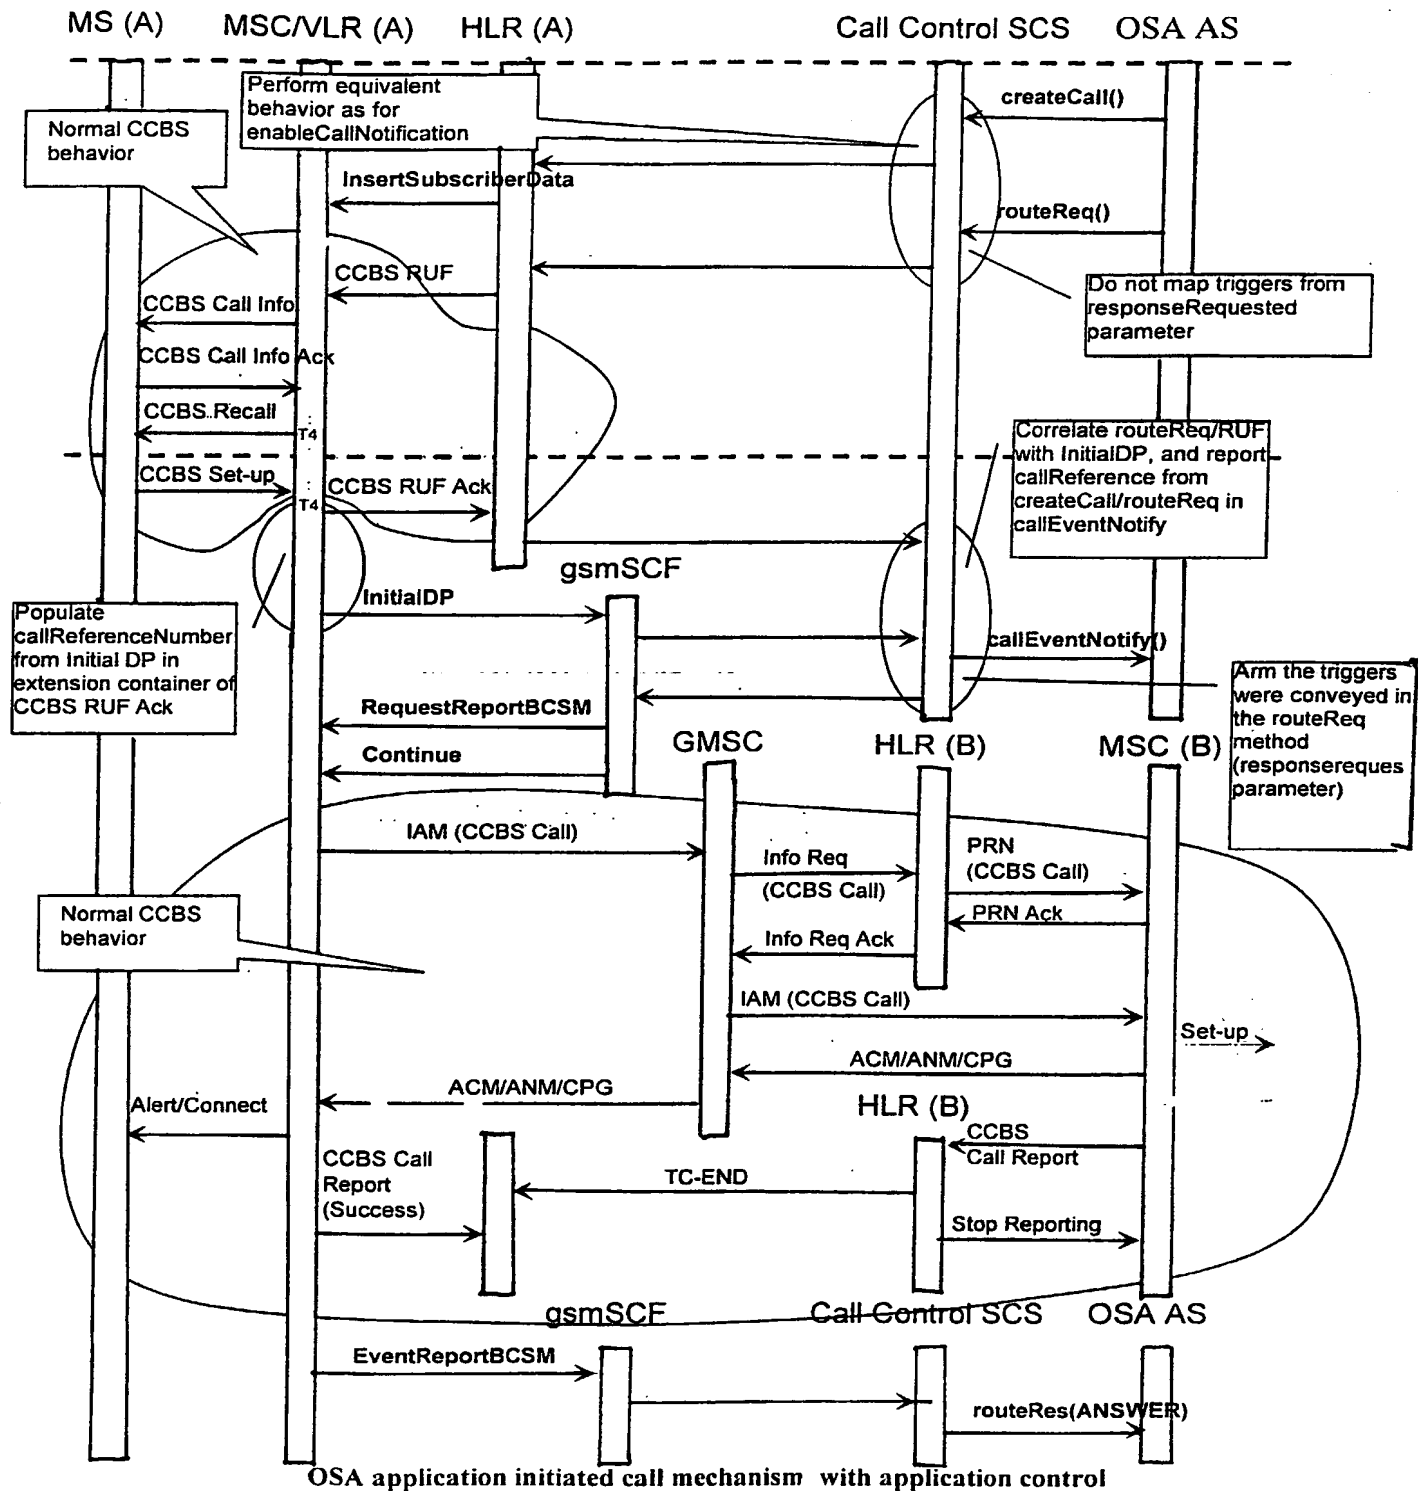 MS (A) MSC/VLR (A) HLR (A) Call Control SCS OSA AS
Perform equivalent
behavior as for
enableCallNotification
createCall()
Normal CCBS
behavior
InsertSubscriberData
routeReq()
CCBS RUF
Do not map triggers from
responseRequested
parameter
CCBS Call Info
CCBS Call Info Ack
CCBS Recall
T4
Correlate routeReq/RUF
with InitialDP, and report
callReference from
createCall/routeReq in
callEventNotify
CCBS Set-up
T4
CCBS RUF Ack
gsmSCF
InitialDP
Populate
callReferenceNumber
from Initial DP in
extension container of
CCBS RUF Ack
callEventNotify()
Arm the triggers
were conveyed in
the routeReq
method
(responsereques
parameter)
RequestReportBCSM
Continue
GMSC HLR (B) MSC (B)
IAM (CCBS Call)
Info Req
(CCBS Call)
PRN
(CCBS Call)
PRN Ack
Info Req Ack
Normal CCBS
behavior
IAM (CCBS Call)
Set-up
ACM/ANM/CPG
ACM/ANM/CPG
HLR (B)
Alert/Connect
CCBS
Call Report
CCBS Call
Report
(Success)
TC-END
Stop Reporting
gsmSCF Call Control SCS OSA AS
EventReportBCSM
routeRes(ANSWER)
OSA application initiated call mechanism with application control